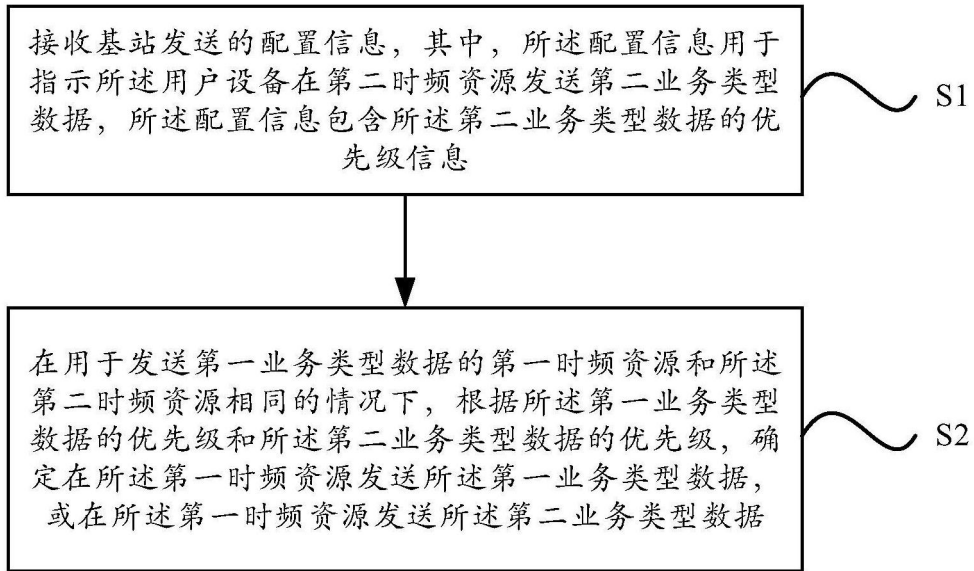 接收基站发送的配置信息，其中，所述配置信息用于
指示所述用户设备在第二时频资源发送第二业务类型
数据，所述配置信息包含所述第二业务类型数据的优
先级信息
S1
在用于发送第一业务类型数据的第一时频资源和所述
第二时频资源相同的情况下，根据所述第一业务类型
数据的优先级和所述第二业务类型数据的优先级，确
定在所述第一时频资源发送所述第一业务类型数据，
或在所述第一时频资源发送所述第二业务类型数据
S2